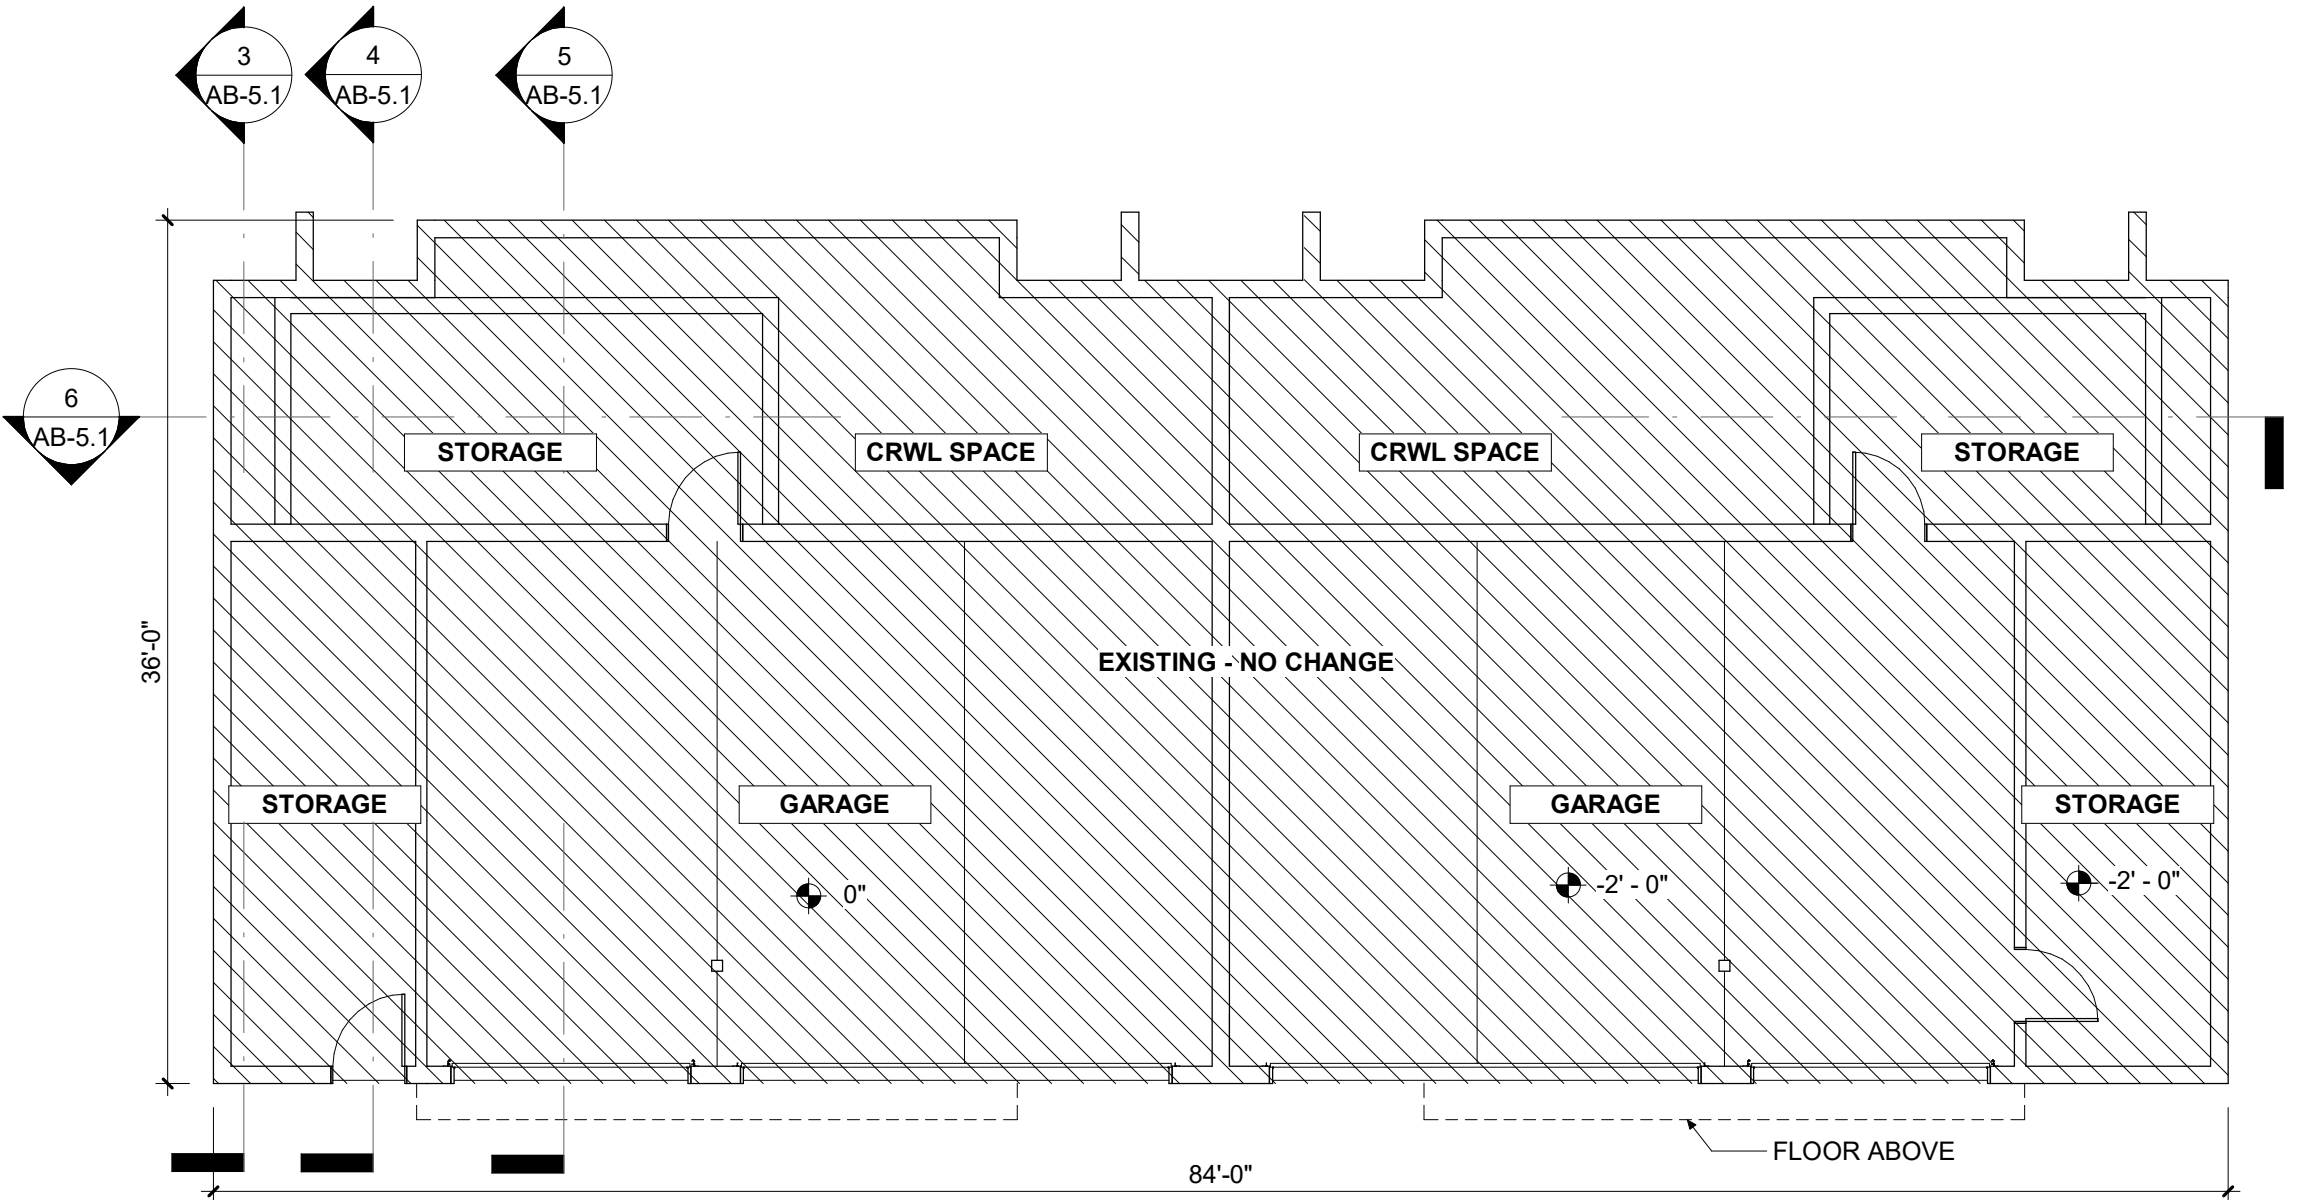 3
AB-5.1
4
AB-5.1
5
AB-5.1
6
AB-5.1
STORAGE
CRWL SPACE
CRWL SPACE
STORAGE
36'-0"
EXISTING - NO CHANGE
STORAGE
GARAGE
GARAGE
STORAGE
0"
-2' - 0"
-2' - 0"
FLOOR ABOVE
84'-0"